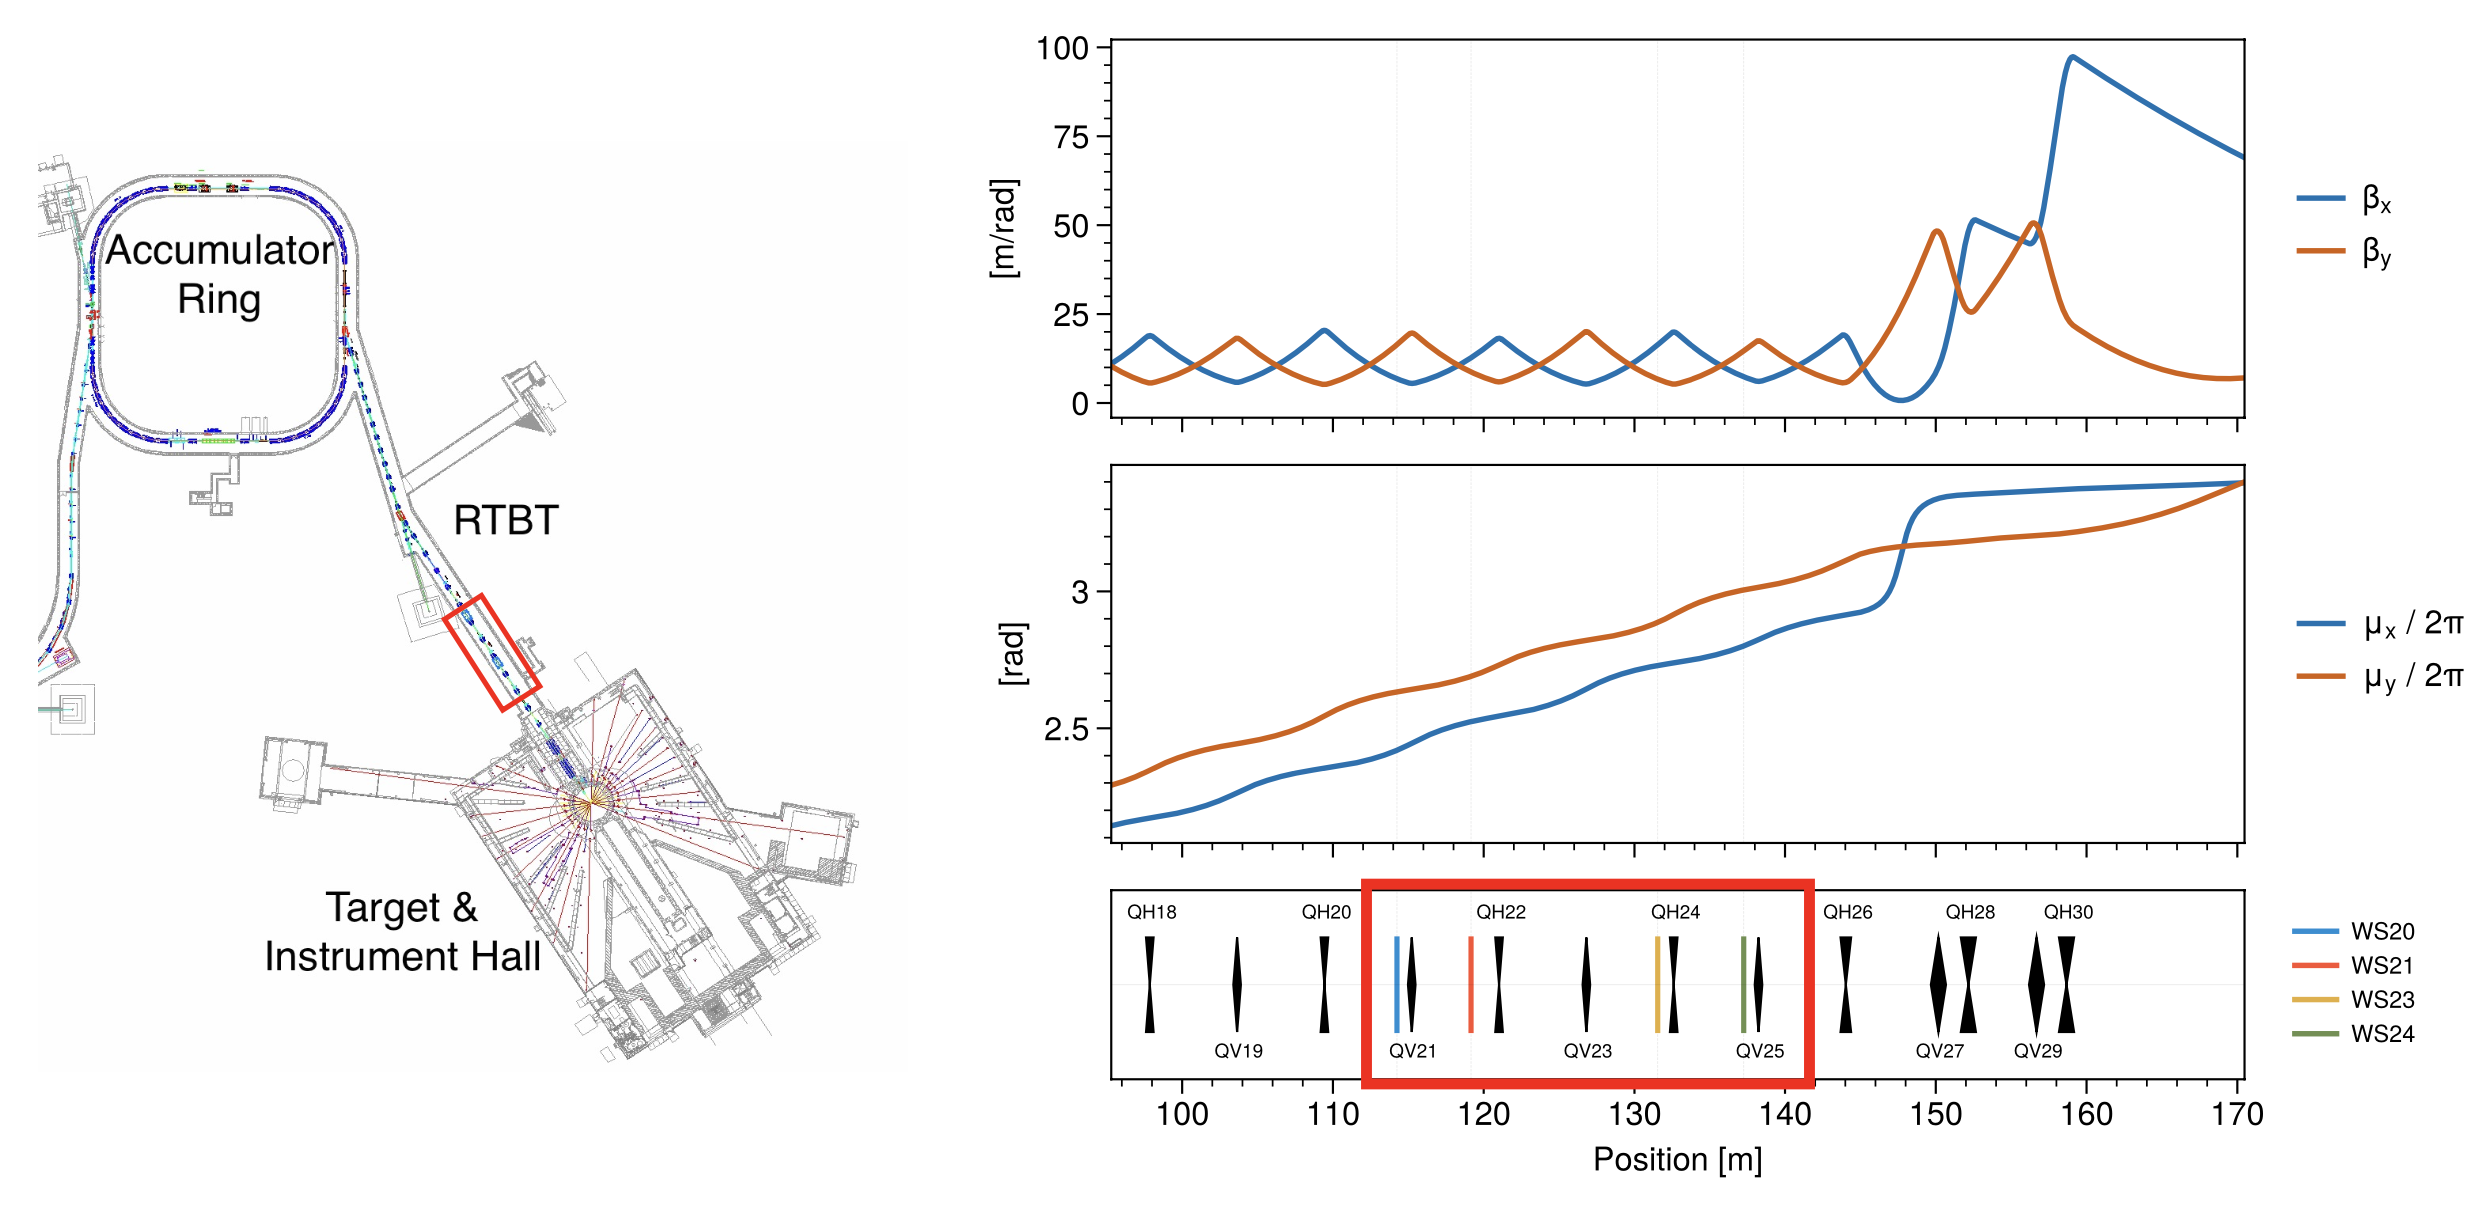 Accumulator
Ring
RTBT
Target &
Instrument Hall
100
75
50
25
0
[m/rad]
βx
βy
3
2.5
[rad]
μx / 2π
μy / 2π
QH18 QH20 QH22 QH24 QH26 QH28 QH30
QV19 QV21 QV23 QV25 QV27 QV29
WS20
WS21
WS23
WS24
100 110 120 130 140 150 160 170
Position [m]